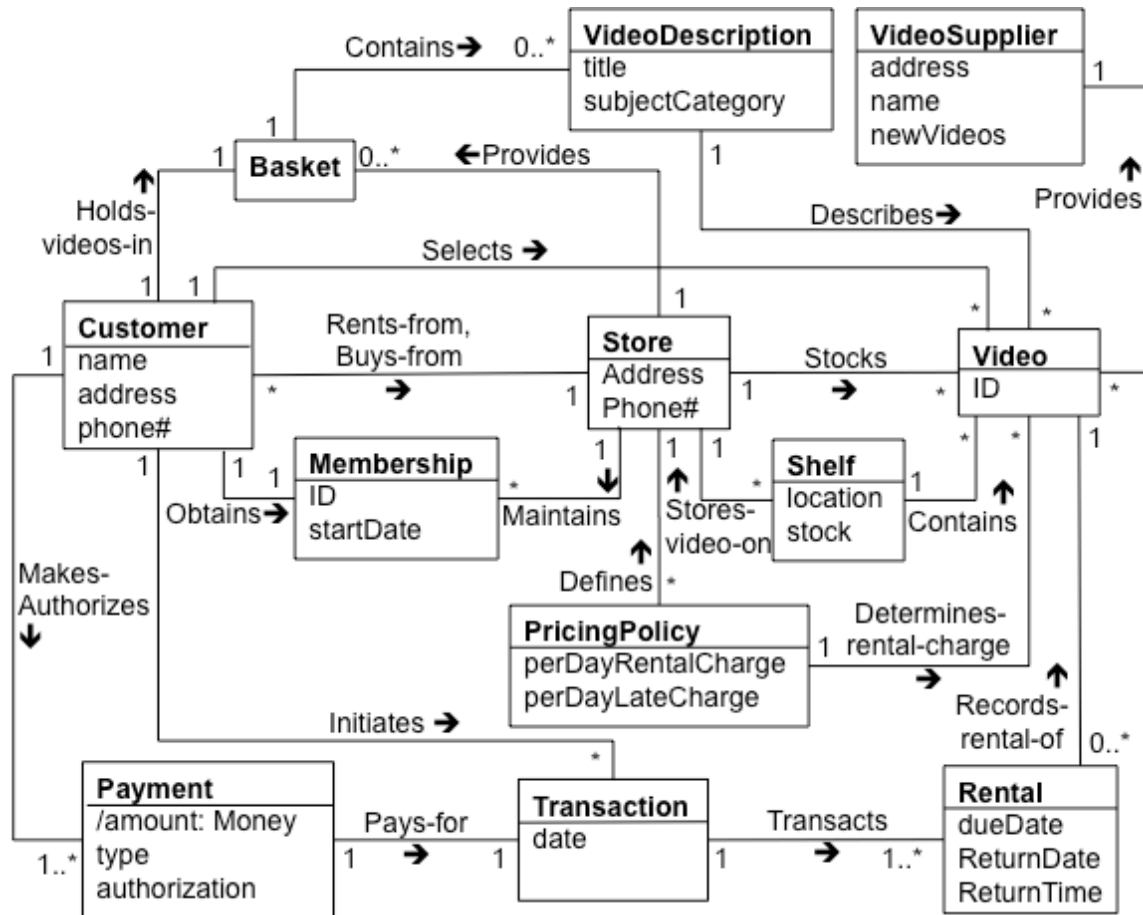 Contains➔
0..*
VideoDescription
title
subjectCategory
VideoSupplier
address
name
newVideos
1
1
1
Basket
0..*
←Provides
1
↑
Holds-
videos-in
Describes➔
↑
Provides
Selects ➔
1
1
1
*
*
Customer
name
address
phone#
1
Rents-from,
Buys-from
➔
*
1
Store
Address
Phone#
1
Stocks
➔
*
Video
ID
*
1
1
1
Obtains➔
Membership
ID
startDate
*
Maintains
1
↓
1
↑
1
Stores-
video-on
*
Shelf
location
stock
1
*
↑
Contains
*
1
Makes-
Authorizes
↓
↑
Defines
*
PricingPolicy
perDayRentalCharge
perDayLateCharge
1
Determines-
rental-charge
➔
↑
Records-
rental-of
0..*
Initiates ➔
*
Payment
/amount: Money
type
authorization
1..*
Pays-for
1
➔
1
Transaction
date
Transacts
1
➔
1..*
Rental
dueDate
ReturnDate
ReturnTime